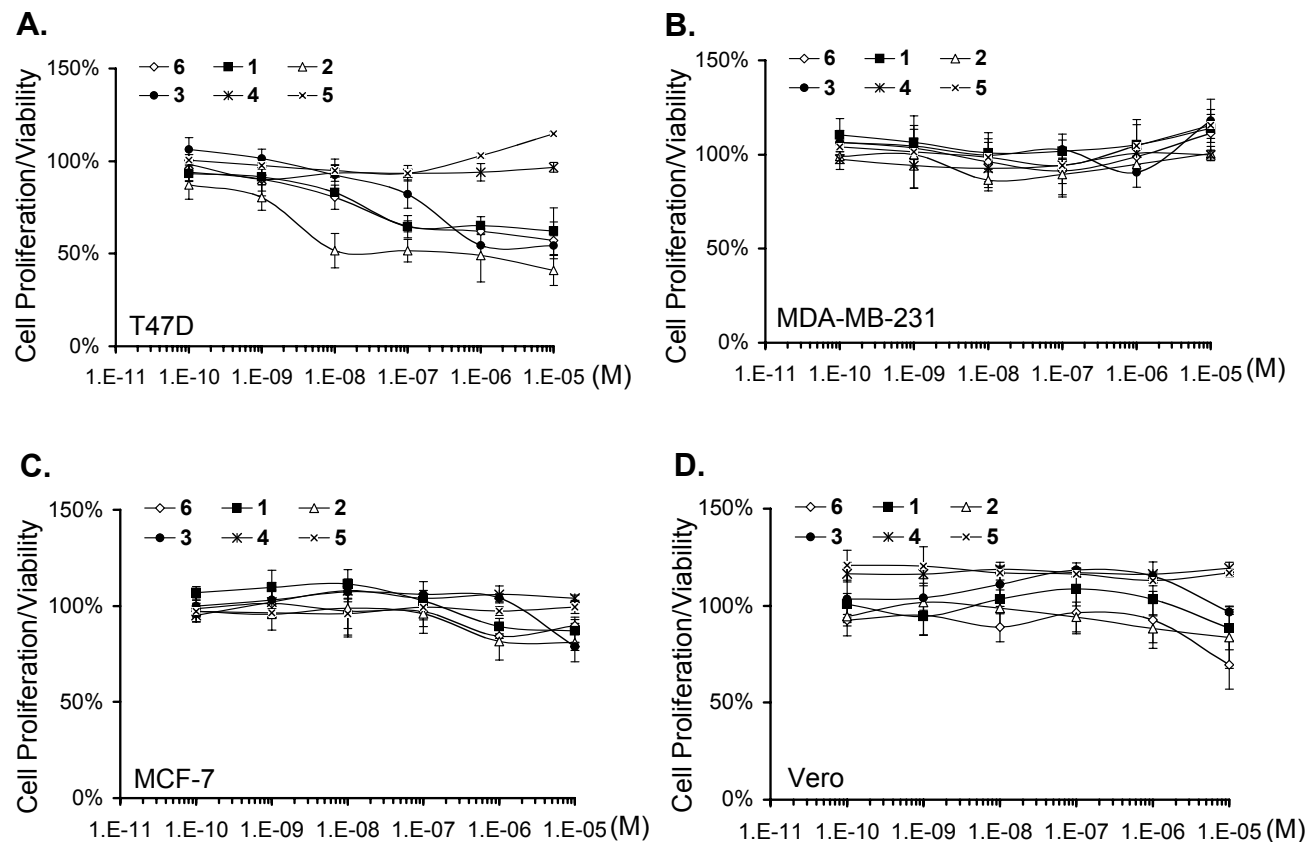 A.
6 1 2
3 4 5
Cell Proliferation/Viability
150%
100%
50%
0%
T47D
1.E-11 1.E-10 1.E-09 1.E-08 1.E-07 1.E-06 1.E-05 (M)
B.
6 1 2
3 4 5
Cell Proliferation/Viability
150%
100%
50%
0%
MDA-MB-231
1.E-11 1.E-10 1.E-09 1.E-08 1.E-07 1.E-06 1.E-05 (M)
C.
6 1 2
3 4 5
Cell Proliferation/Viability
150%
100%
50%
0%
MCF-7
1.E-11 1.E-10 1.E-09 1.E-08 1.E-07 1.E-06 1.E-05 (M)
D.
6 1 2
3 4 5
Cell Proliferation/Viability
150%
100%
50%
0%
Vero
1.E-11 1.E-10 1.E-09 1.E-08 1.E-07 1.E-06 1.E-05 (M)